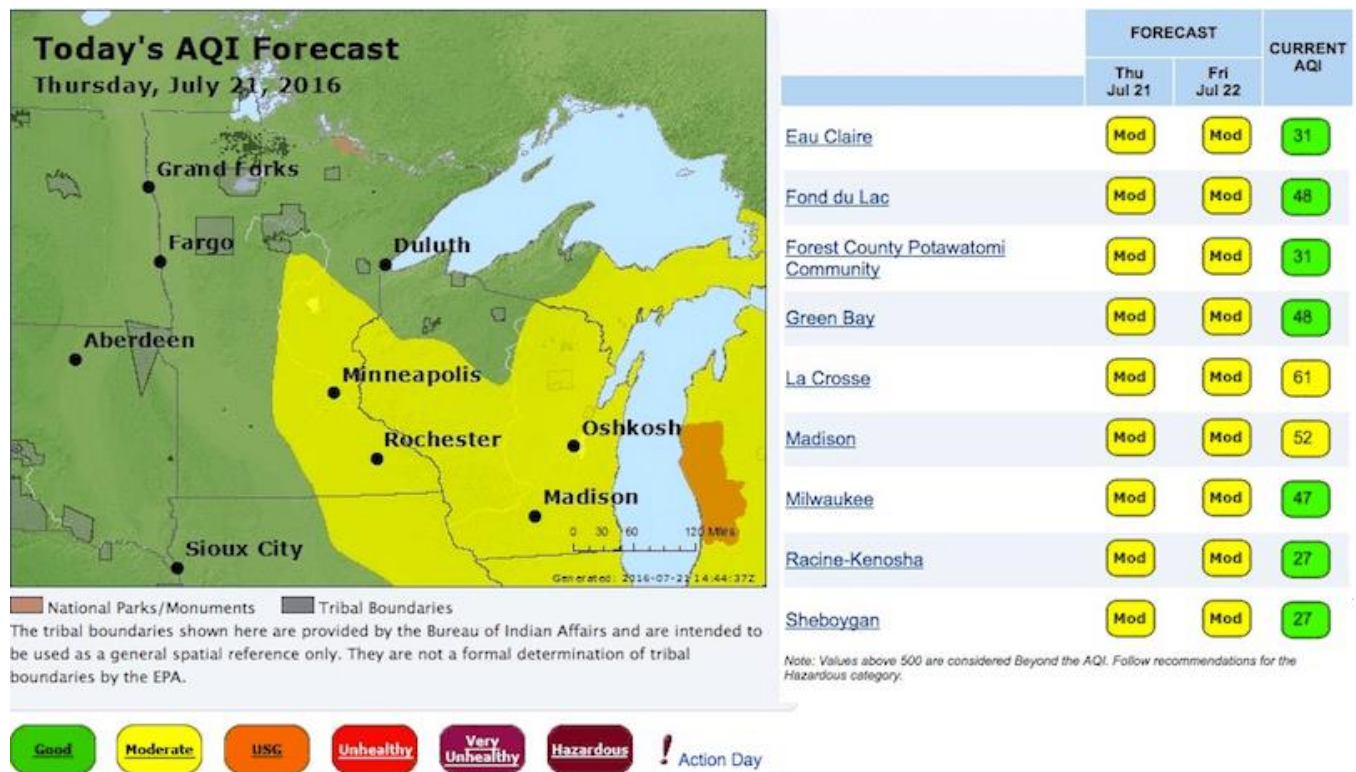 Today's AQI Forecast
Thursday, July 21, 2016
Grand Forks
Fargo
Duluth
Aberdeen
Minneapolis
Oshkosh
Rochester
Madison
0 30 60 120 Miles
Sioux City
Generated: 2016-07-21 14:44:37Z
National Parks/Monuments Tribal Boundaries
The tribal boundaries shown here are provided by the Bureau of Indian Affairs and are intended to
be used as a general spatial reference only. They are not a formal determination of tribal
boundaries by the EPA.
Good Moderate USG Unhealthy Very Unhealthy Hazardous ! Action Day
FORECAST CURRENT AQI
Thu Jul 21 Fri Jul 22
Eau Claire Mod Mod 31
Fond du Lac Mod Mod 48
Forest County Potawatomi
Community Mod Mod 31
Green Bay Mod Mod 48
La Crosse Mod Mod 61
Madison Mod Mod 52
Milwaukee Mod Mod 47
Racine-Kenosha Mod Mod 27
Sheboygan Mod Mod 27
Note: Values above 500 are considered Beyond the AQI. Follow recommendations for the
Hazardous category.